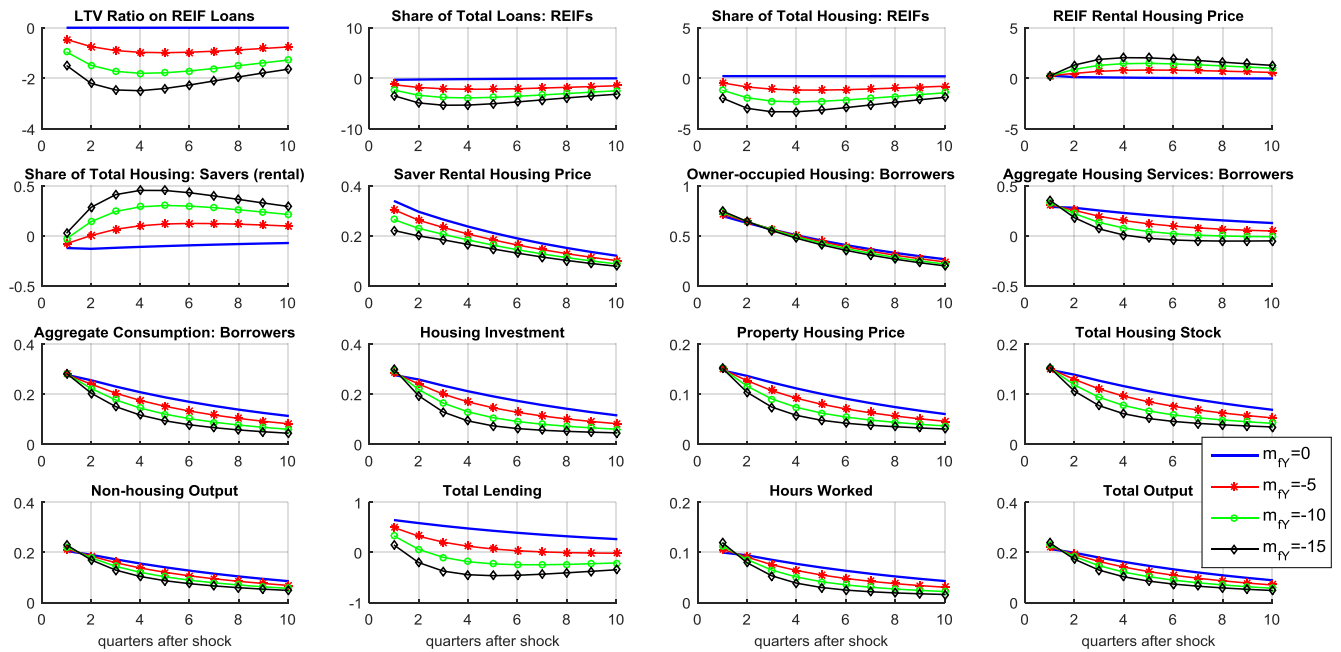 LTV Ratio on REIF Loans
0
-2
-4
0 2 4 6 8 10
Share of Total Loans: REIFs
10
0
-10
0 2 4 6 8 10
Share of Total Housing: REIFs
5
0
-5
0 2 4 6 8 10
REIF Rental Housing Price
5
0
-5
0 2 4 6 8 10
Share of Total Housing: Savers (rental)
0.5
0
-0.5
0 2 4 6 8 10
Saver Rental Housing Price
0.4
0.2
0
0 2 4 6 8 10
Owner-occupied Housing: Borrowers
1
0.5
0
0 2 4 6 8 10
Aggregate Housing Services: Borrowers
0.5
0
-0.5
0 2 4 6 8 10
Aggregate Consumption: Borrowers
0.4
0.2
0
0 2 4 6 8 10
Housing Investment
0.4
0.2
0
0 2 4 6 8 10
Property Housing Price
0.2
0.1
0
0 2 4 6 8 10
Total Housing Stock
0.2
0.1
0
0 2 4 6 8 10
Non-housing Output
0.4
0.2
0
0 2 4 6 8 10
quarters after shock
Total Lending
1
0
-1
0 2 4 6 8 10
quarters after shock
Hours Worked
0.2
0.1
0
0 2 4 6 8 10
quarters after shock
Total Output
0.4
0.2
0
0 2 4 6 8 10
quarters after shock
m_fY=0
m_fY=-5
m_fY=-10
m_fY=-15